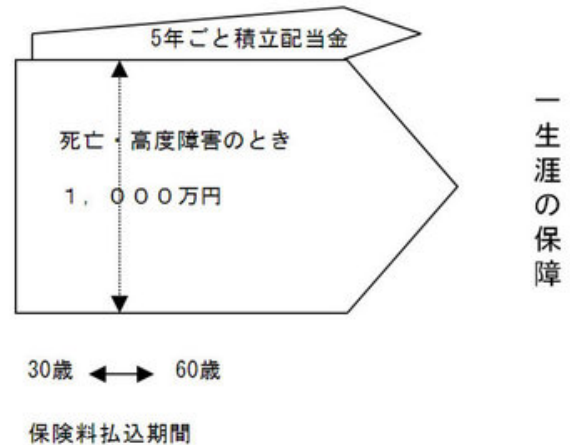 5年ごと積立配当金
死亡・高度障害のとき
１，０００万円
一生涯の保障
30歳 60歳
保険料払込期間